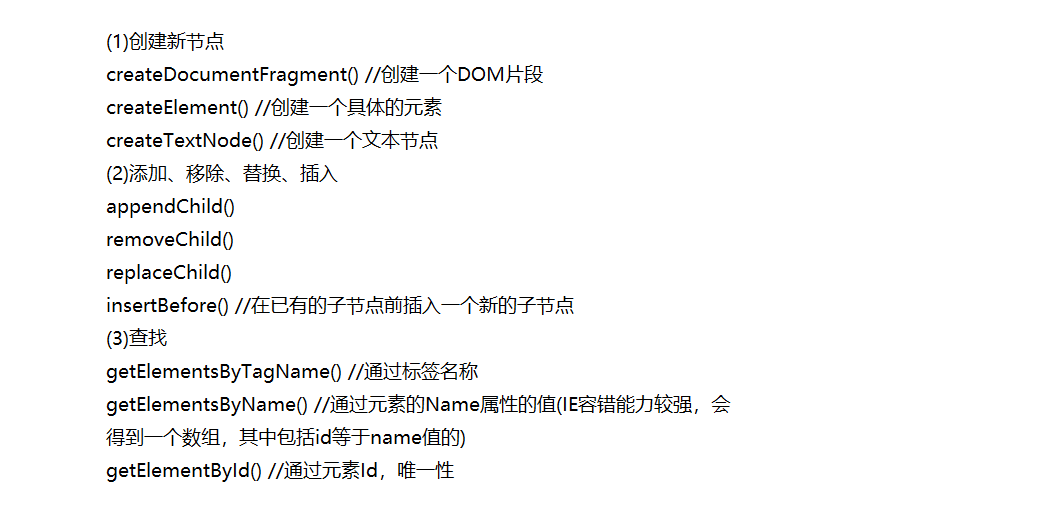 (1)创建新节点
createDocumentFragment() //创建一个DOM片段
createElement() //创建一个具体的元素
createTextNode() //创建一个文本节点
(2)添加、移除、替换、插入
appendChild()
removeChild()
replaceChild()
insertBefore() //在已有的子节点前插入一个新的子节点
(3)查找
getElementsByTagName() //通过标签名称
getElementsByName() //通过元素的Name属性的值(IE容错能力较强，会
得到一个数组，其中包括id等于name值的)
getElementById() //通过元素Id，唯一性